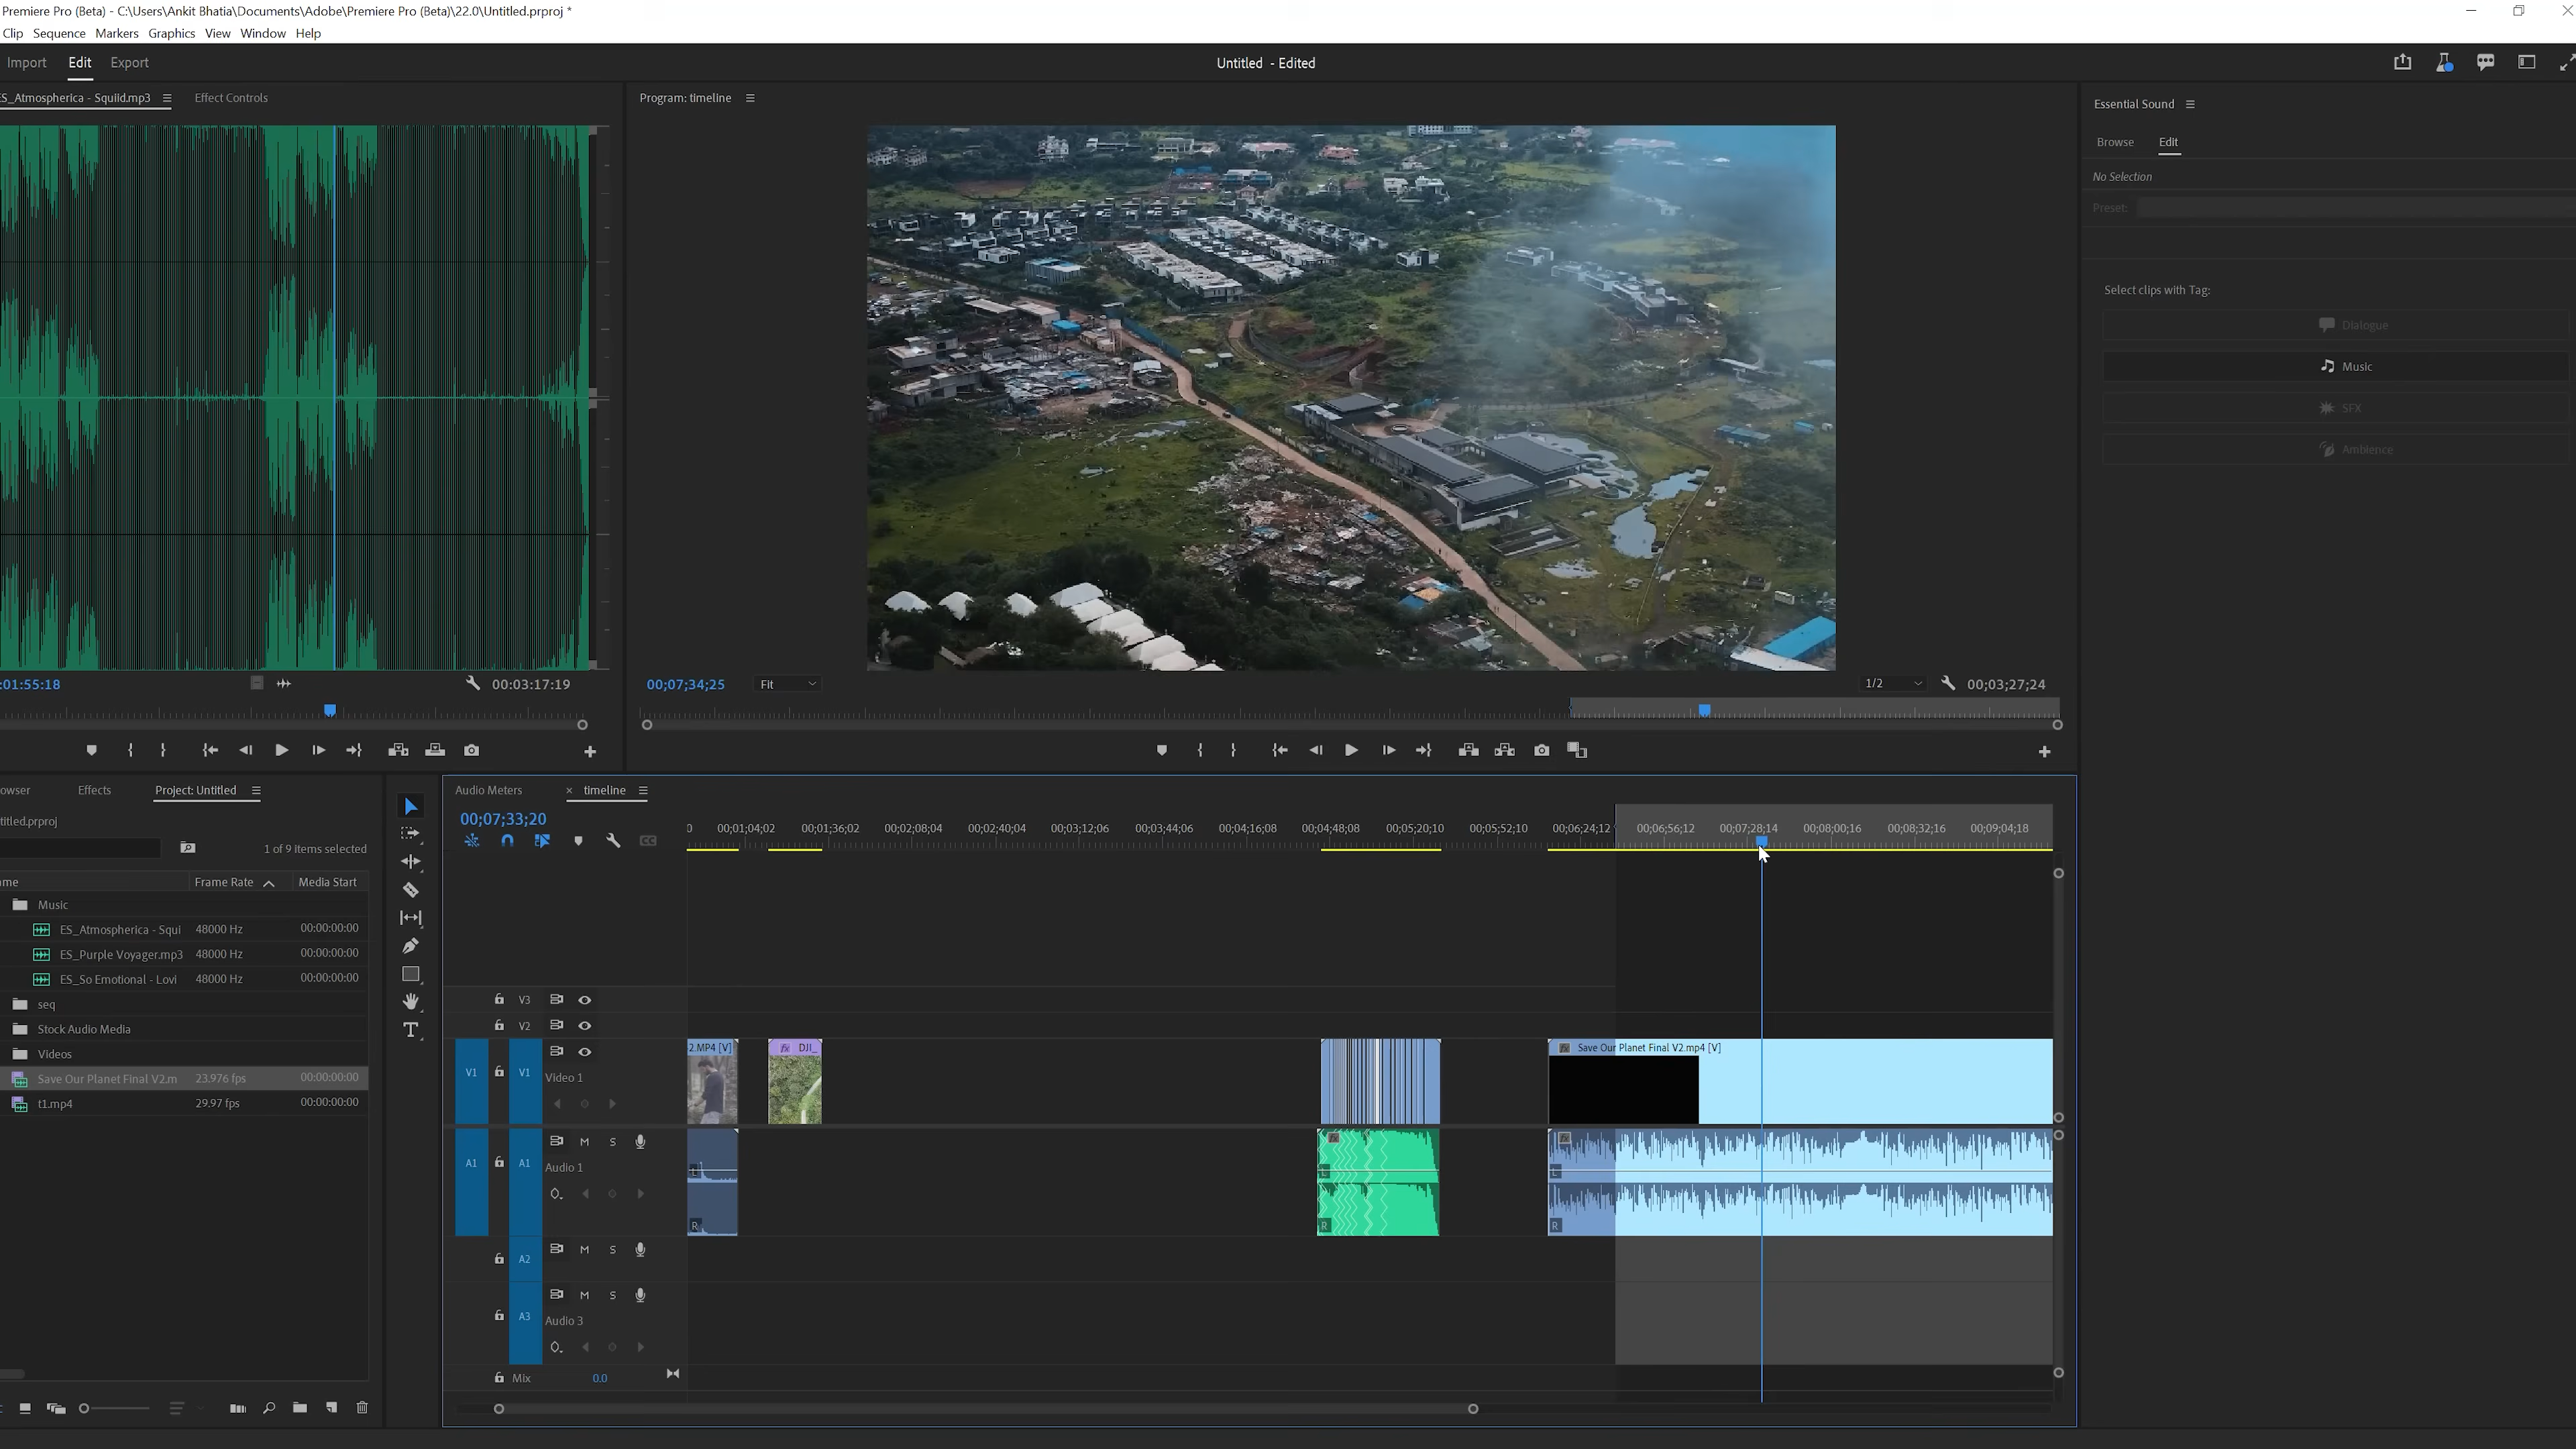 Premiere Pro (Beta) - C:\Users\Ankit Bhatia\Documents\Adobe\Premiere Pro (Beta)\22.0\Untitled.prproj *
Clip Sequence Markers Graphics View Window Help
Import Edit Export
Untitled - Edited
ES_Atmospherica - Squiid.mp3
Effect Controls
Program: timeline
Essential Sound
Browse Edit
No Selection
Preset:
Select clips with Tag:
Dialogue
Music
SFX
Ambience
:01:55:18
00:03:17:19
00;07;34;25
Fit
1/2
00;03;27;24
owser
Effects
Project: Untitled
Audio Meters
× timeline
titled.prproj
1 of 9 items selected
ame
Frame Rate
Media Start
Music
ES_Atmospherica - Squi 48000 Hz 00:00:00:00
ES_Purple Voyager.mp3 48000 Hz 00:00:00:00
ES_So Emotional - Lovi 48000 Hz 00:00:00:00
seq
Stock Audio Media
Videos
Save Our Planet Final V2.m 23.976 fps 00:00:00:00
t1.mp4 29.97 fps 00:00:00:00
00;07;33;20
0 00;01;04;02 00;01;36;02 00;02;08;04 00;02;40;04 00;03;12;06 00;03;44;06 00;04;16;08 00;04;48;08 00;05;20;10 00;05;52;10 00;06;24;12 00;06;56;12 00;07;28;14 00;08;00;16 00;08;32;16 00;09;04;18
V3
V2
V1 V1
Video 1
2.MP4 [V]
fx DJI_
fx Save Our Planet Final V2.mp4 [V]
A1 A1 M S
Audio 1
L
R
fx
L
R
fx
L
R
A2 M S
A3 M S
Audio 3
Mix 0.0
T